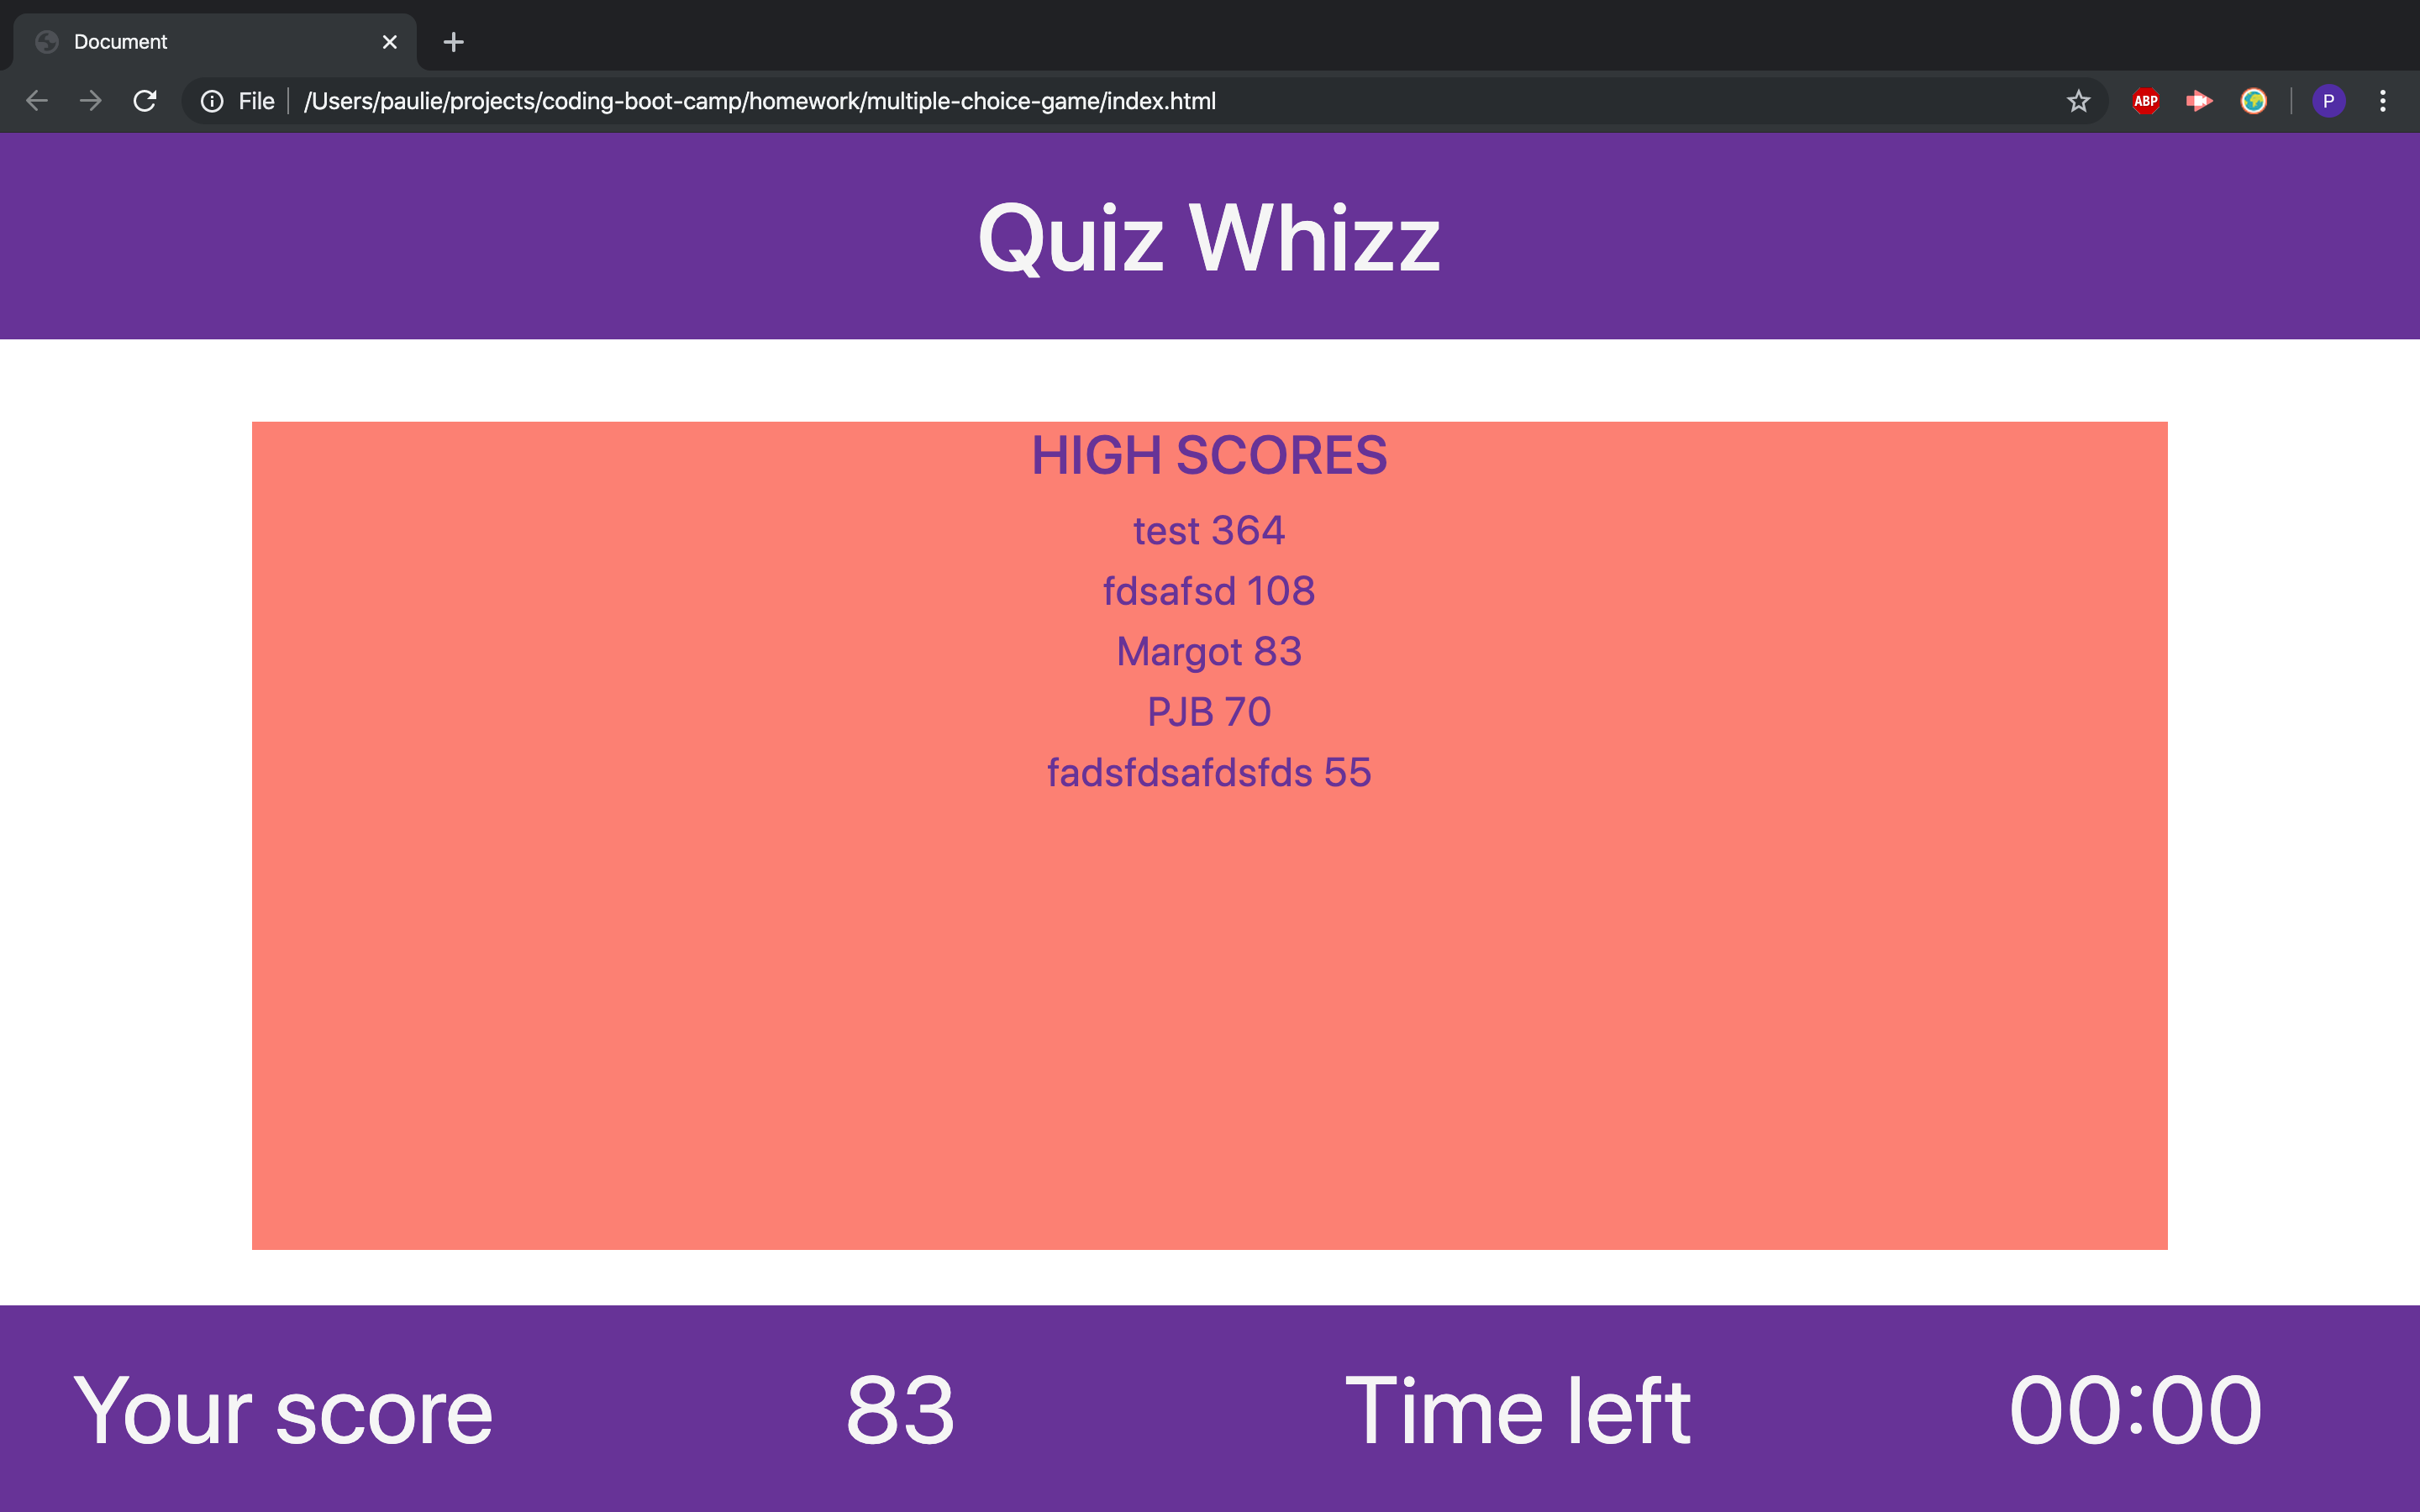 Document
File /Users/paulie/projects/coding-boot-camp/homework/multiple-choice-game/index.html
ABP
P
Quiz Whizz
HIGH SCORES
test 364
fdsafsd 108
Margot 83
PJB 70
fadsfdsafdsfds 55
Your score 83 Time left 00:00